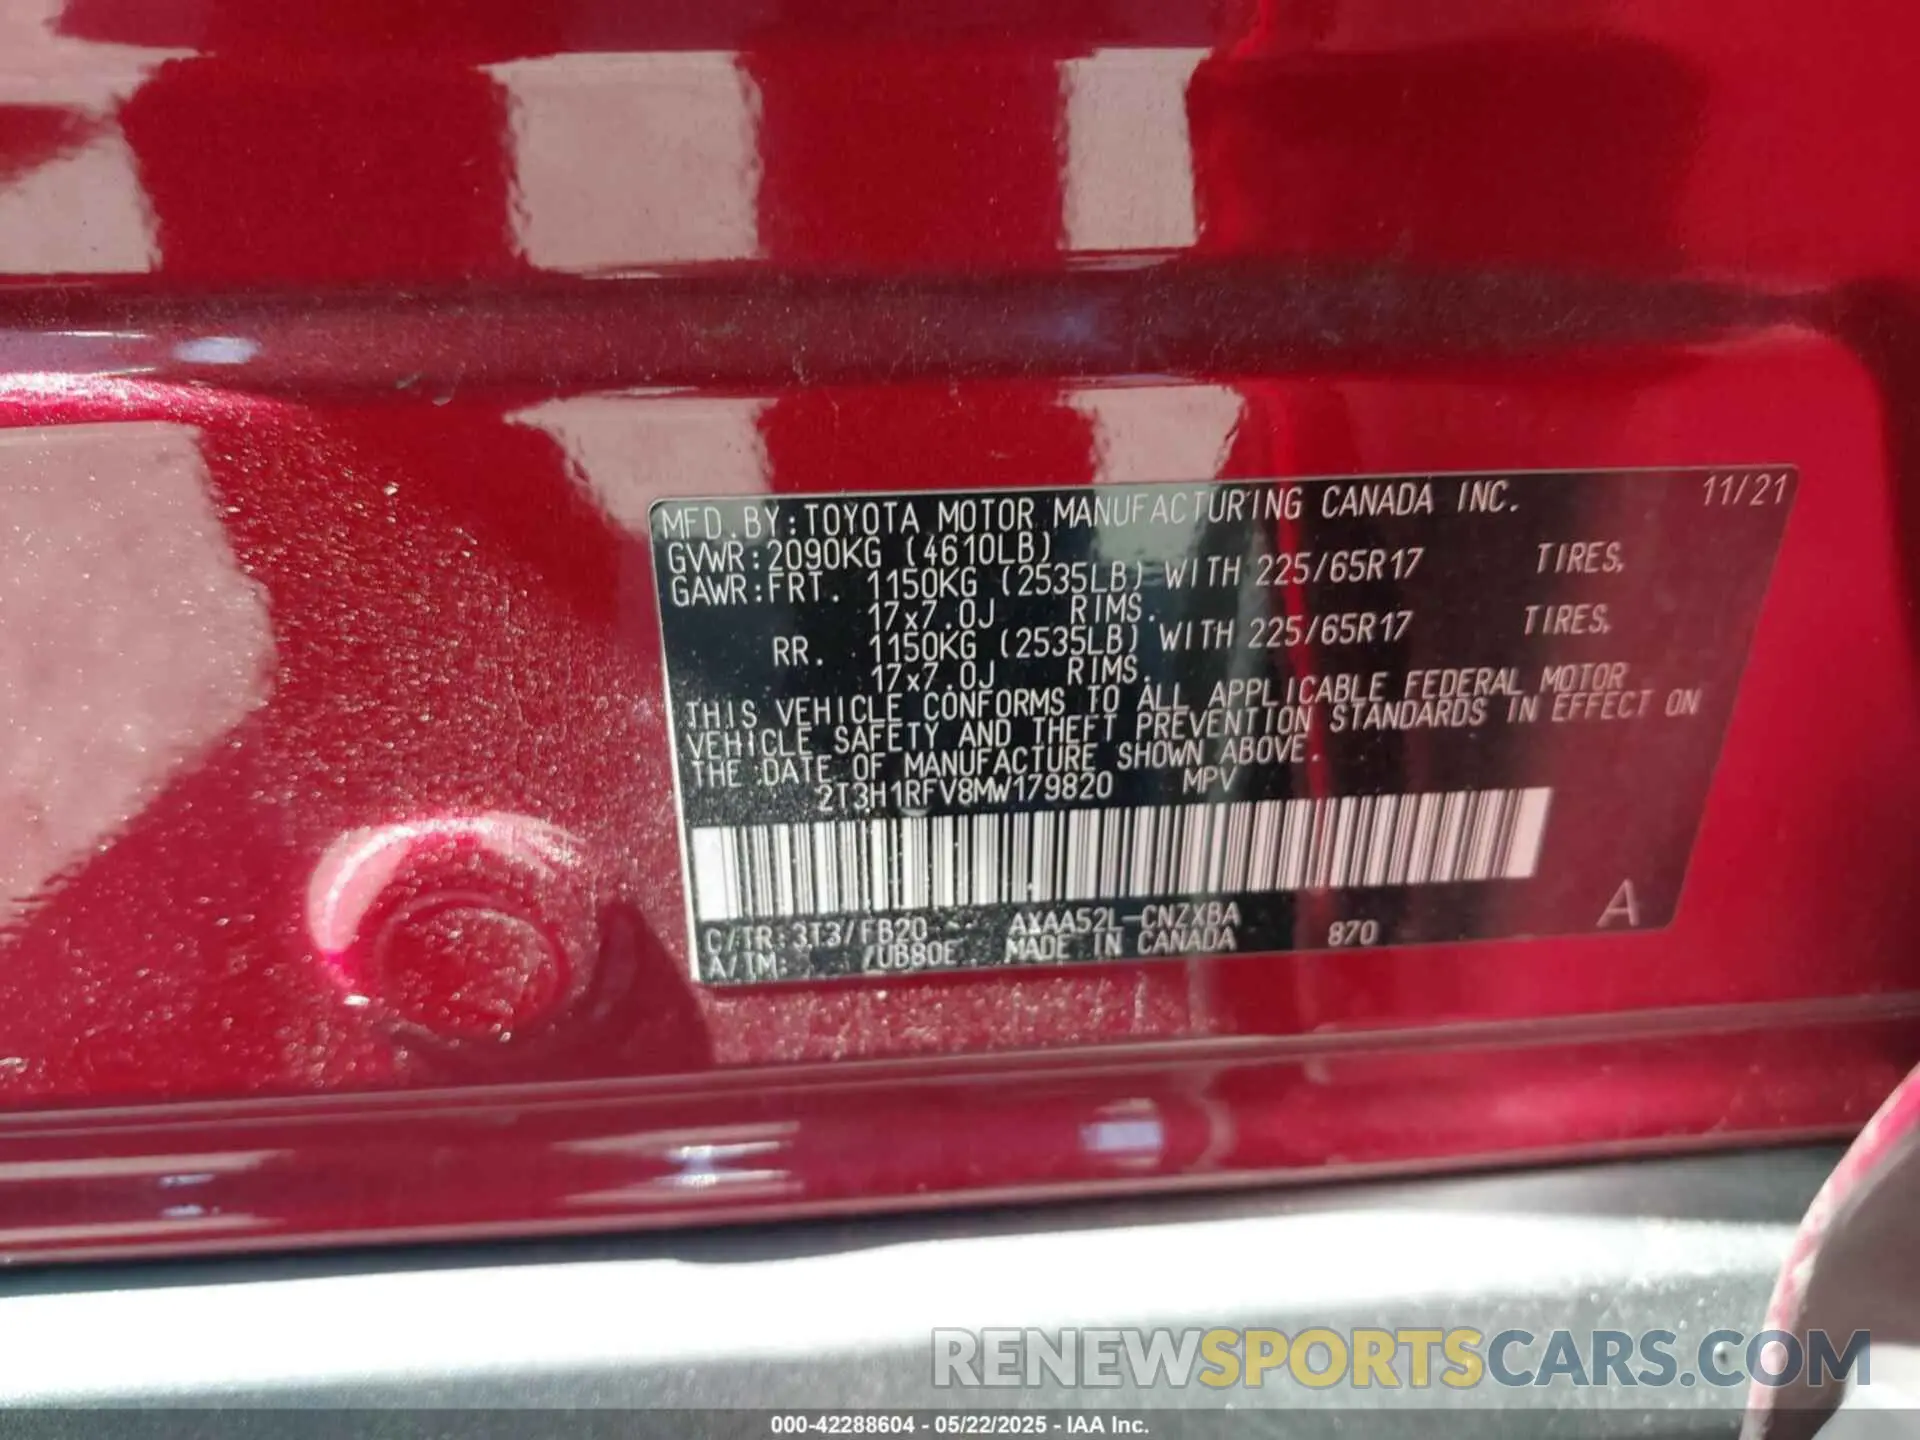 MFD.BY:TOYOTA MOTOR MANUFACTURING CANADA INC. 11/21
GVWR:2090KG (4610LB)
GAWR:FRT. 1150KG (2535LB) WITH 225/65R17 TIRES,
17x7.0J RIMS.
RR. 1150KG (2535LB) WITH 225/65R17 TIRES,
17x7.0J RIMS.
THIS VEHICLE CONFORMS TO ALL APPLICABLE FEDERAL MOTOR
VEHICLE SAFETY AND THEFT PREVENTION STANDARDS IN EFFECT ON
THE DATE OF MANUFACTURE SHOWN ABOVE.
2T3H1RFV8MW179820 MPV
C/TR:3T3/FB20 -- AXAA52L-CNZXBA
A/TM: /UB80E MADE IN CANADA 870 A
RENEWSPORTSCARS.COM
000-42288604 - 05/22/2025 - IAA Inc.